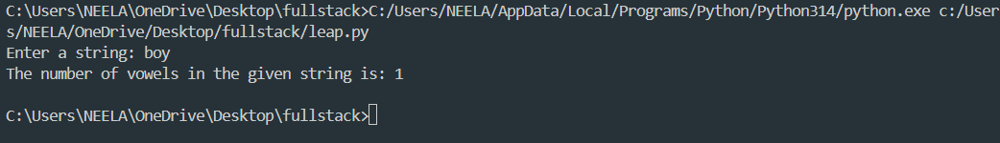 C:\Users\NEELA\OneDrive\Desktop\fullstack>C:/Users/NEELA/AppData/Local/Programs/Python/Python314/python.exe c:/User
s/NEELA/OneDrive/Desktop/fullstack/leap.py
Enter a string: boy
The number of vowels in the given string is: 1
C:\Users\NEELA\OneDrive\Desktop\fullstack>